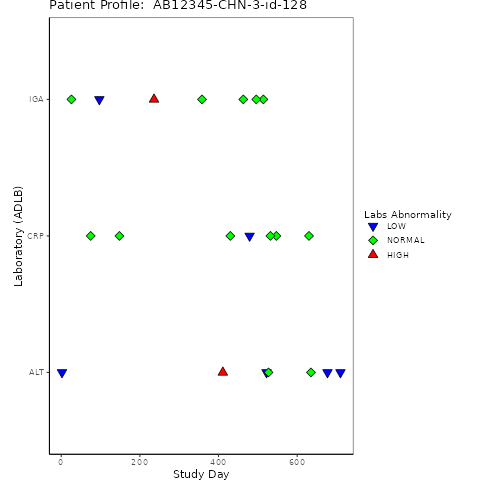 Patient Profile: AB12345-CHN-3-id-128
IGA
CRP
ALT
Laboratory (ADLB)
0 200 400 600
Study Day
Labs Abnormality
LOW
NORMAL
HIGH